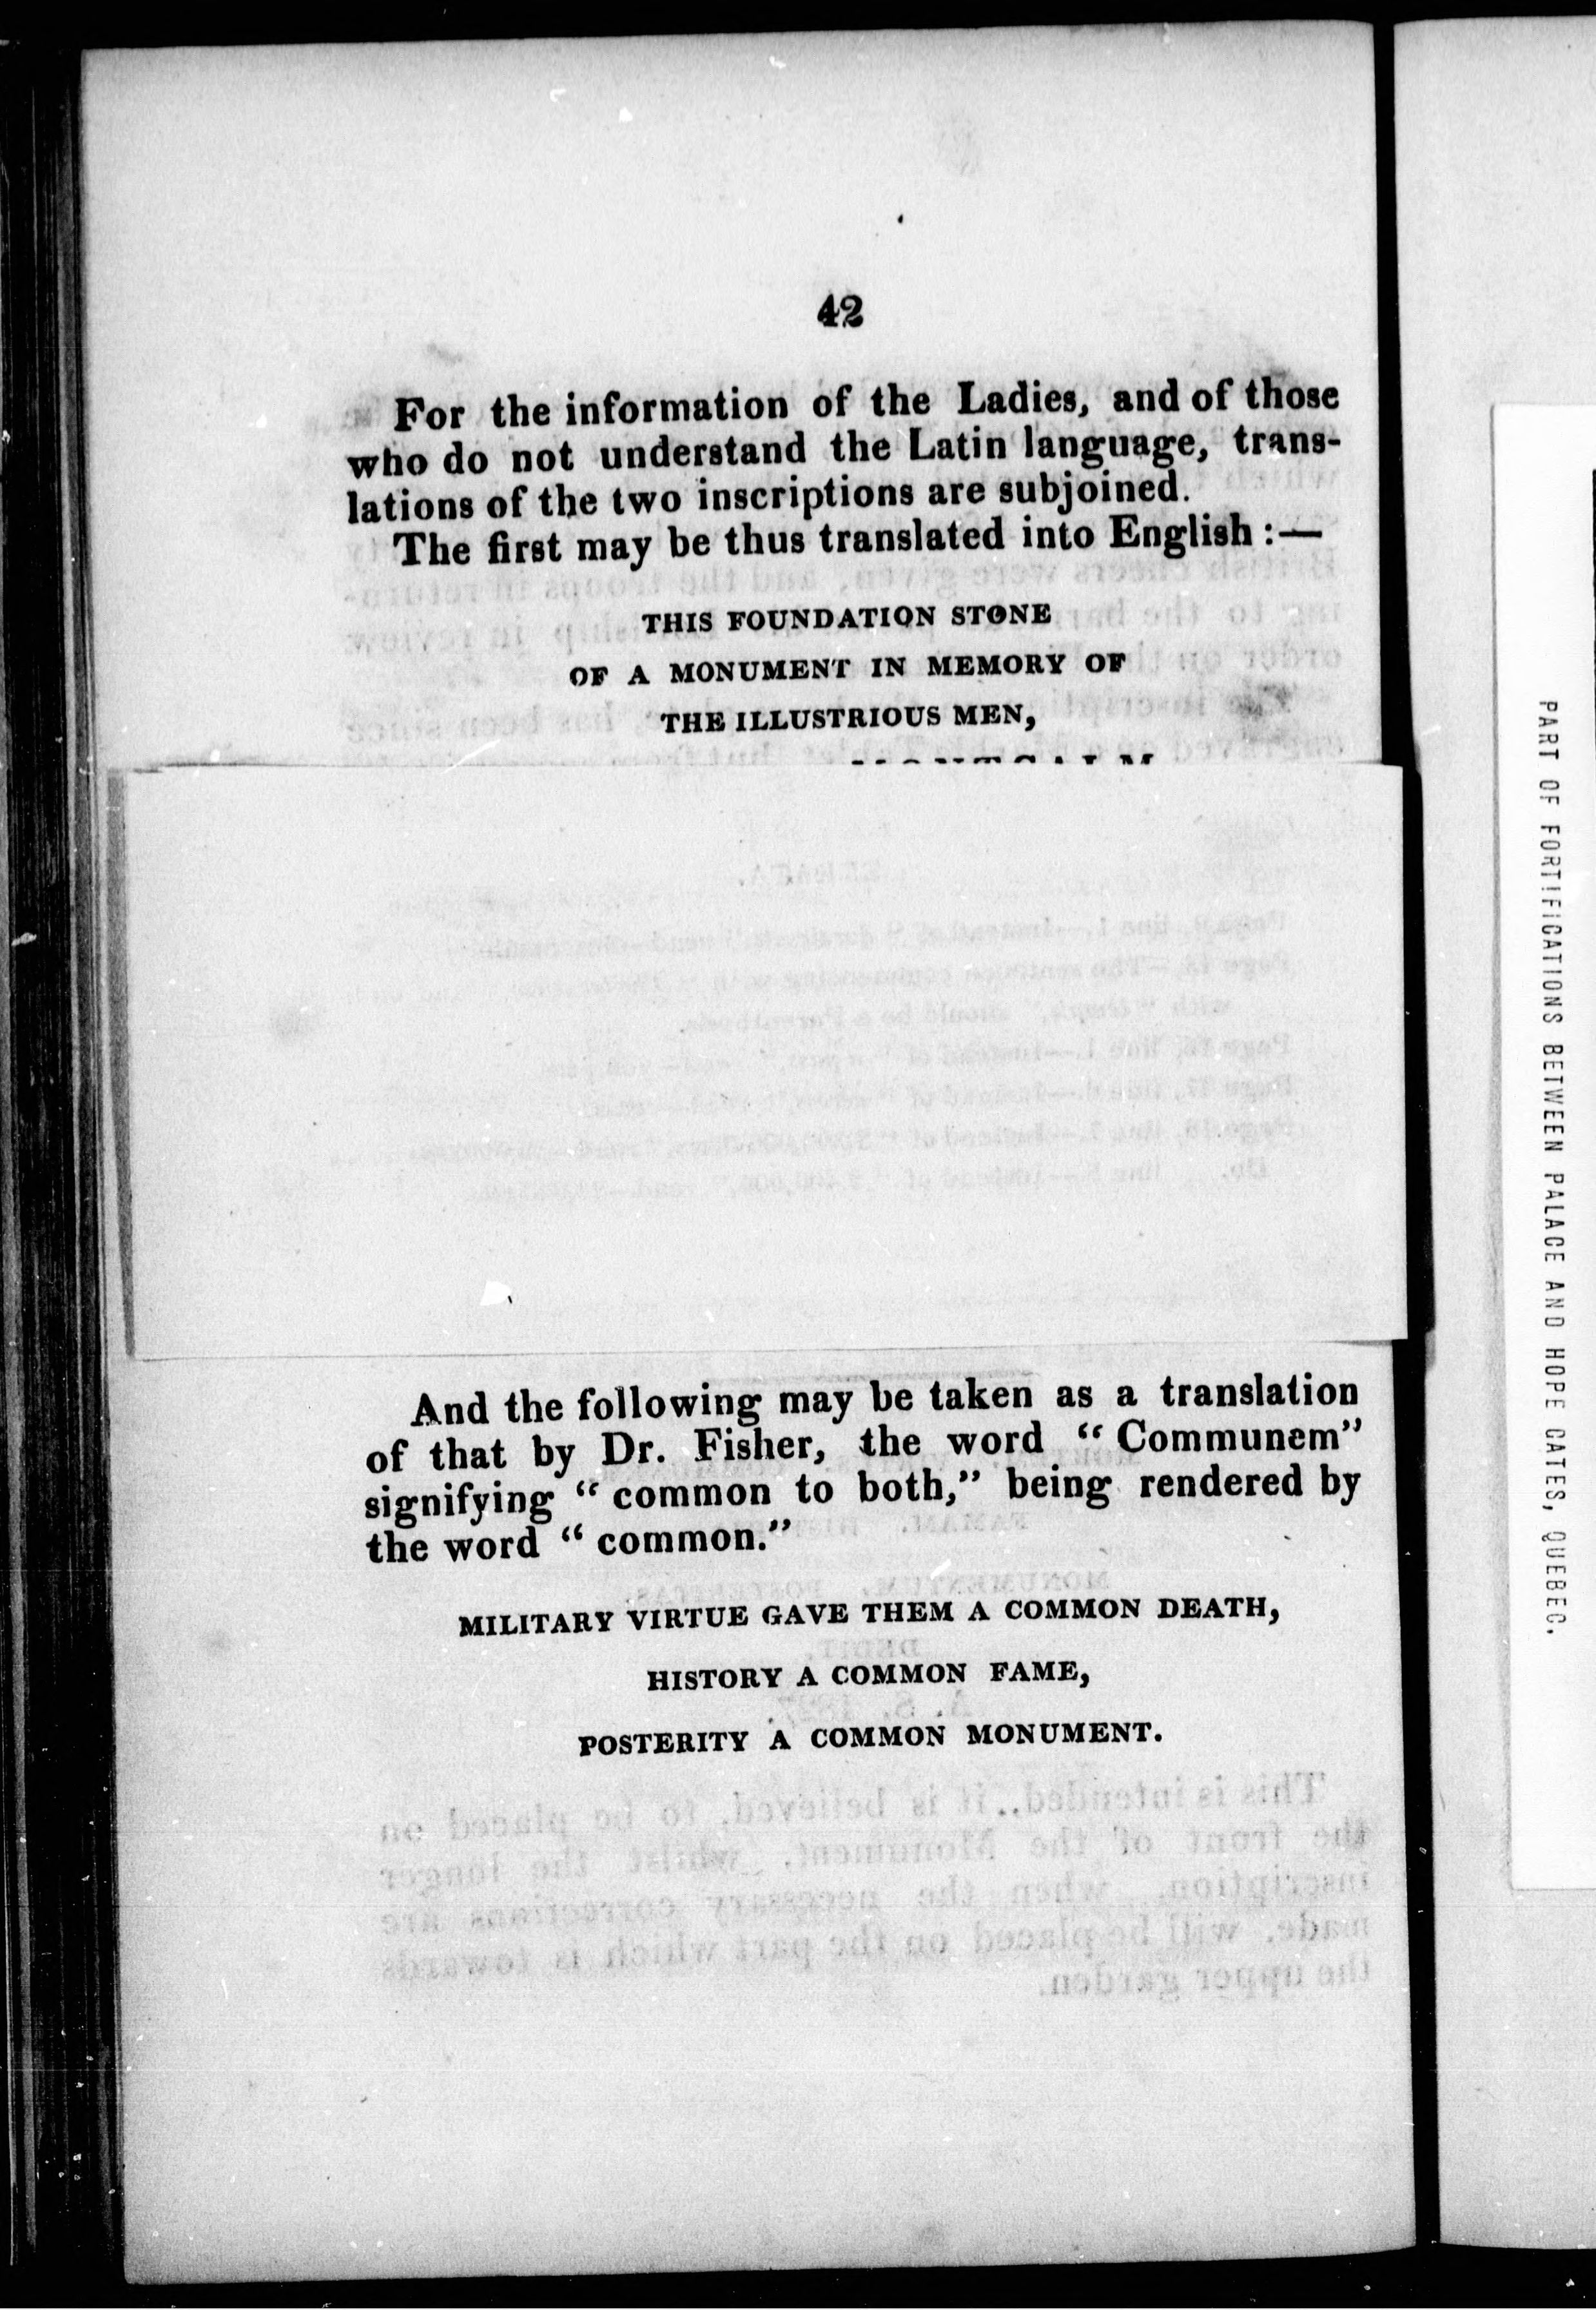 42
For the information of the Ladies, and of those
who do not understand the Latin language, trans-
lations of the two inscriptions are subjoined.
The first may be thus translated into English :—
THIS FOUNDATION STONE
OF A MONUMENT IN MEMORY OF
THE ILLUSTRIOUS MEN,
And the following may be taken as a translation
of that by Dr. Fisher, the word “ Communem”
signifying “ common to both,” being rendered by
the word “ common.”
MILITARY VIRTUE GAVE THEM A COMMON DEATH,
HISTORY A COMMON FAME,
POSTERITY A COMMON MONUMENT.
PART OF FORTIFICATIONS BETWEEN PALACE AND HOPE GATES, QUEBEC.